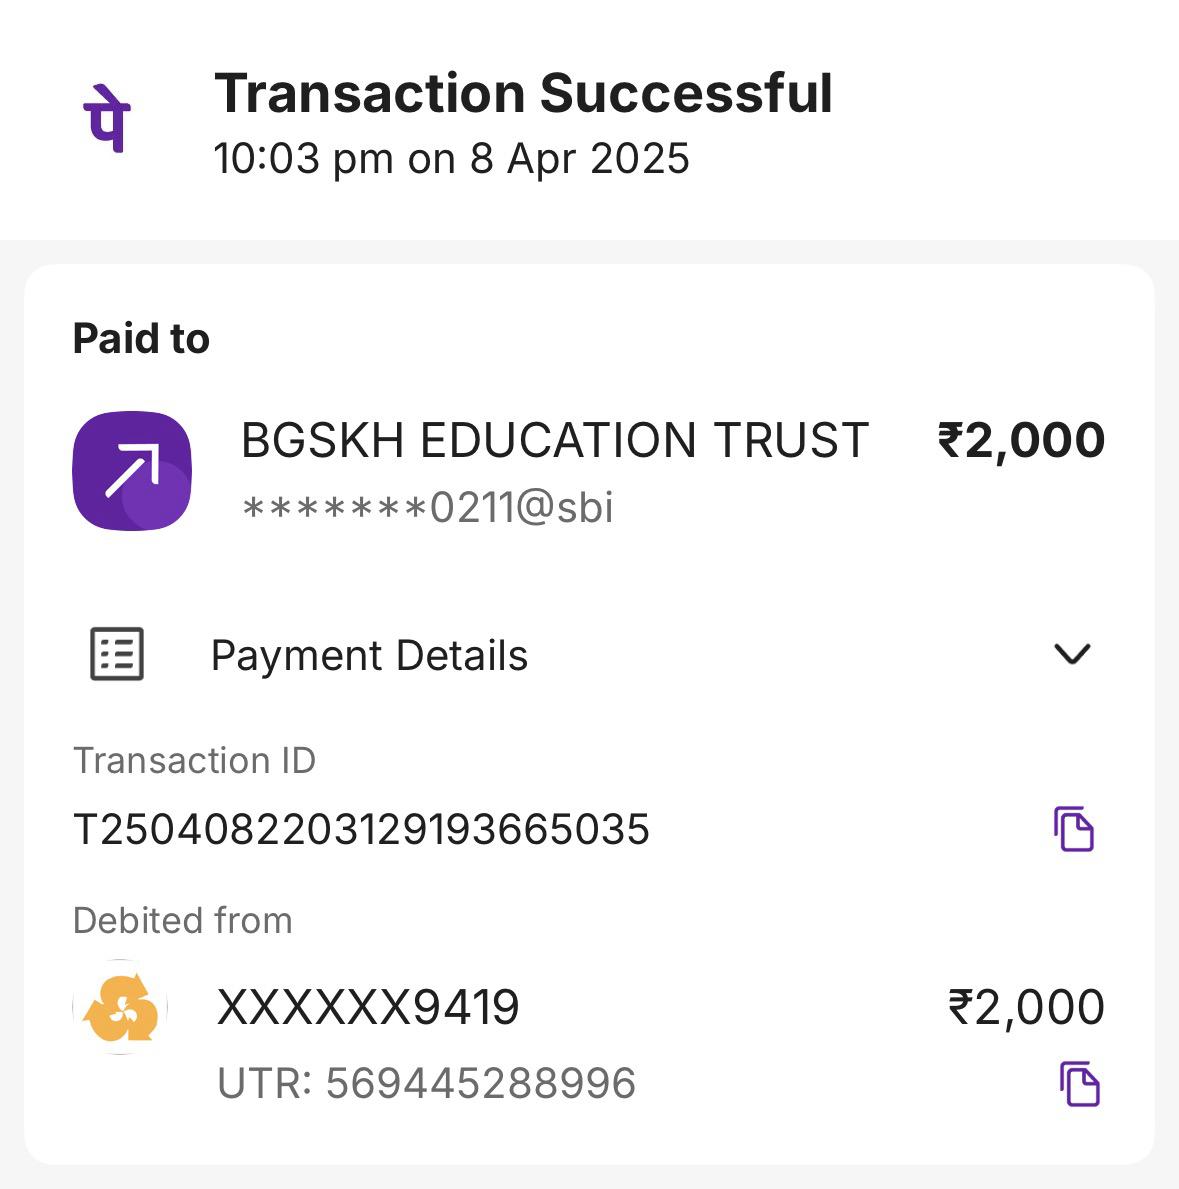 पे
Transaction Successful
10:03 pm on 8 Apr 2025
Paid to
BGSKH EDUCATION TRUST ₹2,000
*******0211@sbi
Payment Details
Transaction ID
T2504082203129193665035
Debited from
XXXXXX9419 ₹2,000
UTR: 569445288996